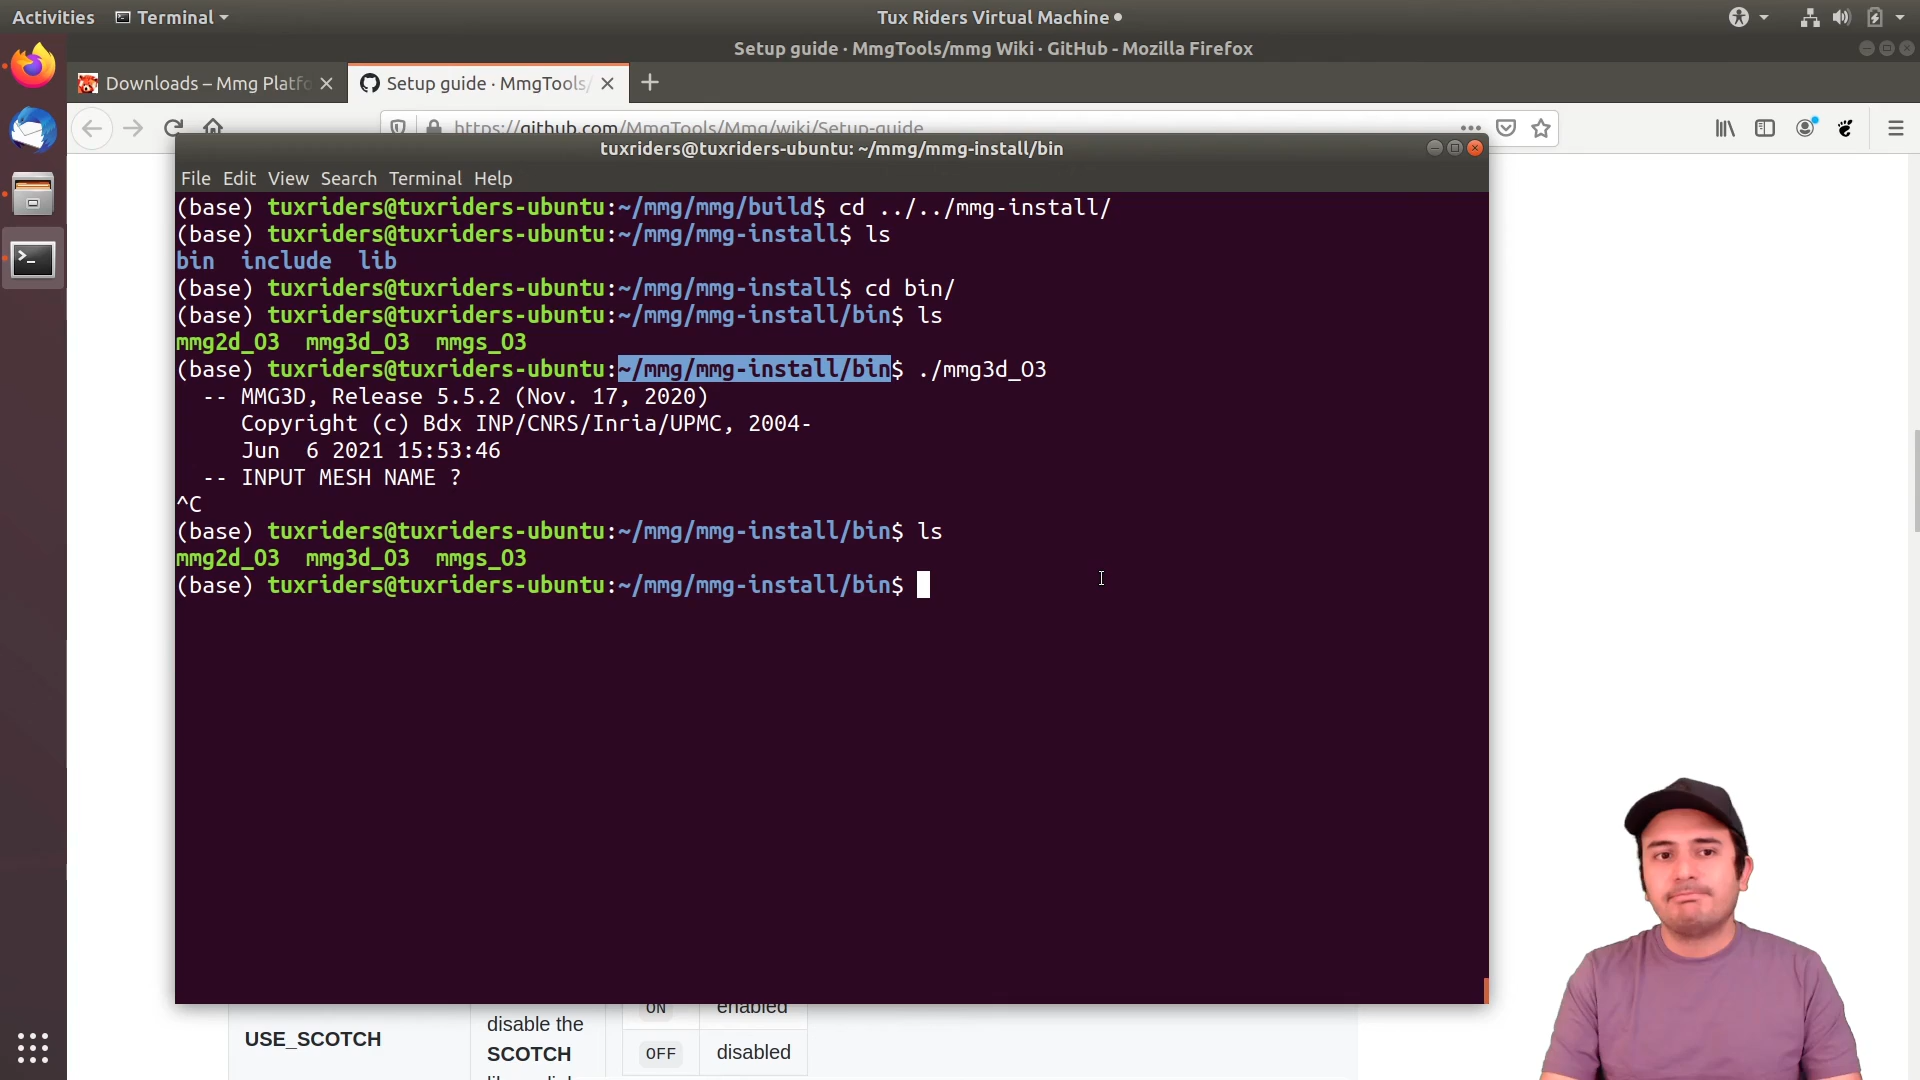 Activities Terminal Tux Riders Virtual Machine
Setup guide · MmgTools/mmg Wiki · GitHub - Mozilla Firefox
Downloads – Mmg Platfo Setup guide · MmgTools/
https://github.com/MmgTools/Mmg/wiki/Setup-guide
tuxriders@tuxriders-ubuntu: ~/mmg/mmg-install/bin
File Edit View Search Terminal Help
(base) tuxriders@tuxriders-ubuntu:~/mmg/mmg/build$ cd ../../mmg-install/
(base) tuxriders@tuxriders-ubuntu:~/mmg/mmg-install$ ls
bin include lib
(base) tuxriders@tuxriders-ubuntu:~/mmg/mmg-install$ cd bin/
(base) tuxriders@tuxriders-ubuntu:~/mmg/mmg-install/bin$ ls
mmg2d_O3 mmg3d_O3 mmgs_O3
(base) tuxriders@tuxriders-ubuntu:~/mmg/mmg-install/bin$ ./mmg3d_O3
-- MMG3D, Release 5.5.2 (Nov. 17, 2020)
Copyright (c) Bdx INP/CNRS/Inria/UPMC, 2004-
Jun 6 2021 15:53:46
-- INPUT MESH NAME ?
^C
(base) tuxriders@tuxriders-ubuntu:~/mmg/mmg-install/bin$ ls
mmg2d_O3 mmg3d_O3 mmgs_O3
(base) tuxriders@tuxriders-ubuntu:~/mmg/mmg-install/bin$
ON enabled
disable the
USE_SCOTCH
SCOTCH OFF disabled